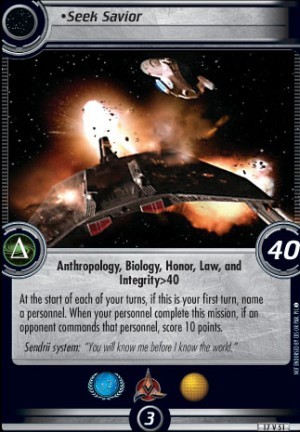 •Seek Savior
Δ
40
Anthropology, Biology, Honor, Law, and
Integrity>40
At the start of each of your turns, if this is your first turn, name
a personnel. When your personnel complete this mission, if an
opponent commands that personnel, score 10 points.
Sendrii system: "You will know me before I know the world."
3
17 V 51